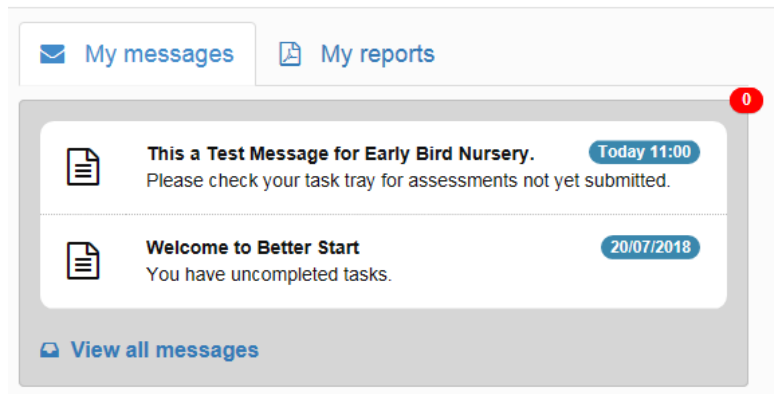 My messages
My reports
0
This a Test Message for Early Bird Nursery.
Today 11:00
Please check your task tray for assessments not yet submitted.
Welcome to Better Start
20/07/2018
You have uncompleted tasks.
View all messages